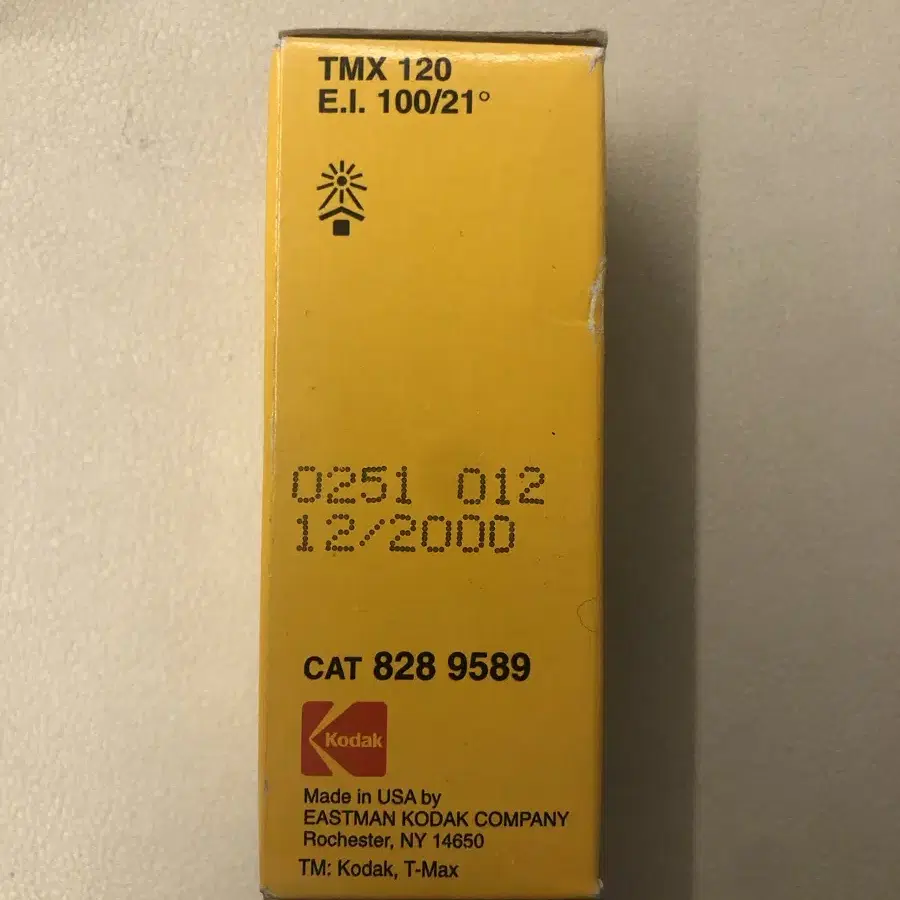 TMX 120
E.I. 100/21°
0251 012
12/2000
CAT 828 9589
Kodak
Made in USA by
EASTMAN KODAK COMPANY
Rochester, NY 14650
TM: Kodak, T-Max